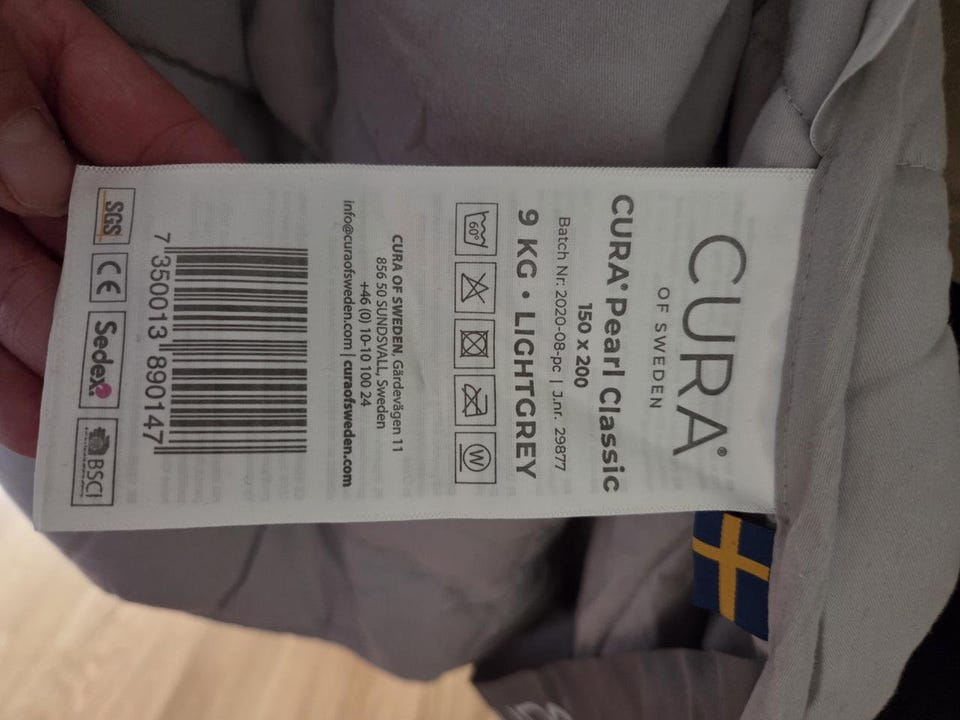 CURA®
OF SWEDEN
CURA® Pearl Classic
150 x 200
Batch Nr: 2020-08-pc | J.nr. 29877
9 KG • LIGHTGREY
60°
W
CURA OF SWEDEN, Gärdevägen 11
856 50 SUNDSVALL, Sweden
+46 (0) 10-10 100 24
info@curaofsweden.com | curaofsweden.com
7 350013 890147
SGS
CE
Sedex
BSCI